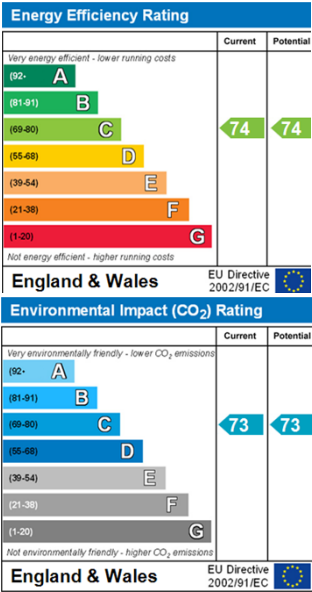 Energy Efficiency Rating
Current Potential
Very energy efficient - lower running costs
(92- A
(81-91) B
(69-80) C 74 74
(55-68) D
(39-54) E
(21-38) F
(1-20) G
Not energy efficient - higher running costs
England & Wales
EU Directive
2002/91/EC
Environmental Impact (CO2) Rating
Current Potential
Very environmentally friendly - lower CO2 emissions
(92- A
(81-91) B
(69-80) C 73 73
(55-68) D
(39-54) E
(21-38) F
(1-20) G
Not environmentally friendly - higher CO2 emissions
England & Wales
EU Directive
2002/91/EC